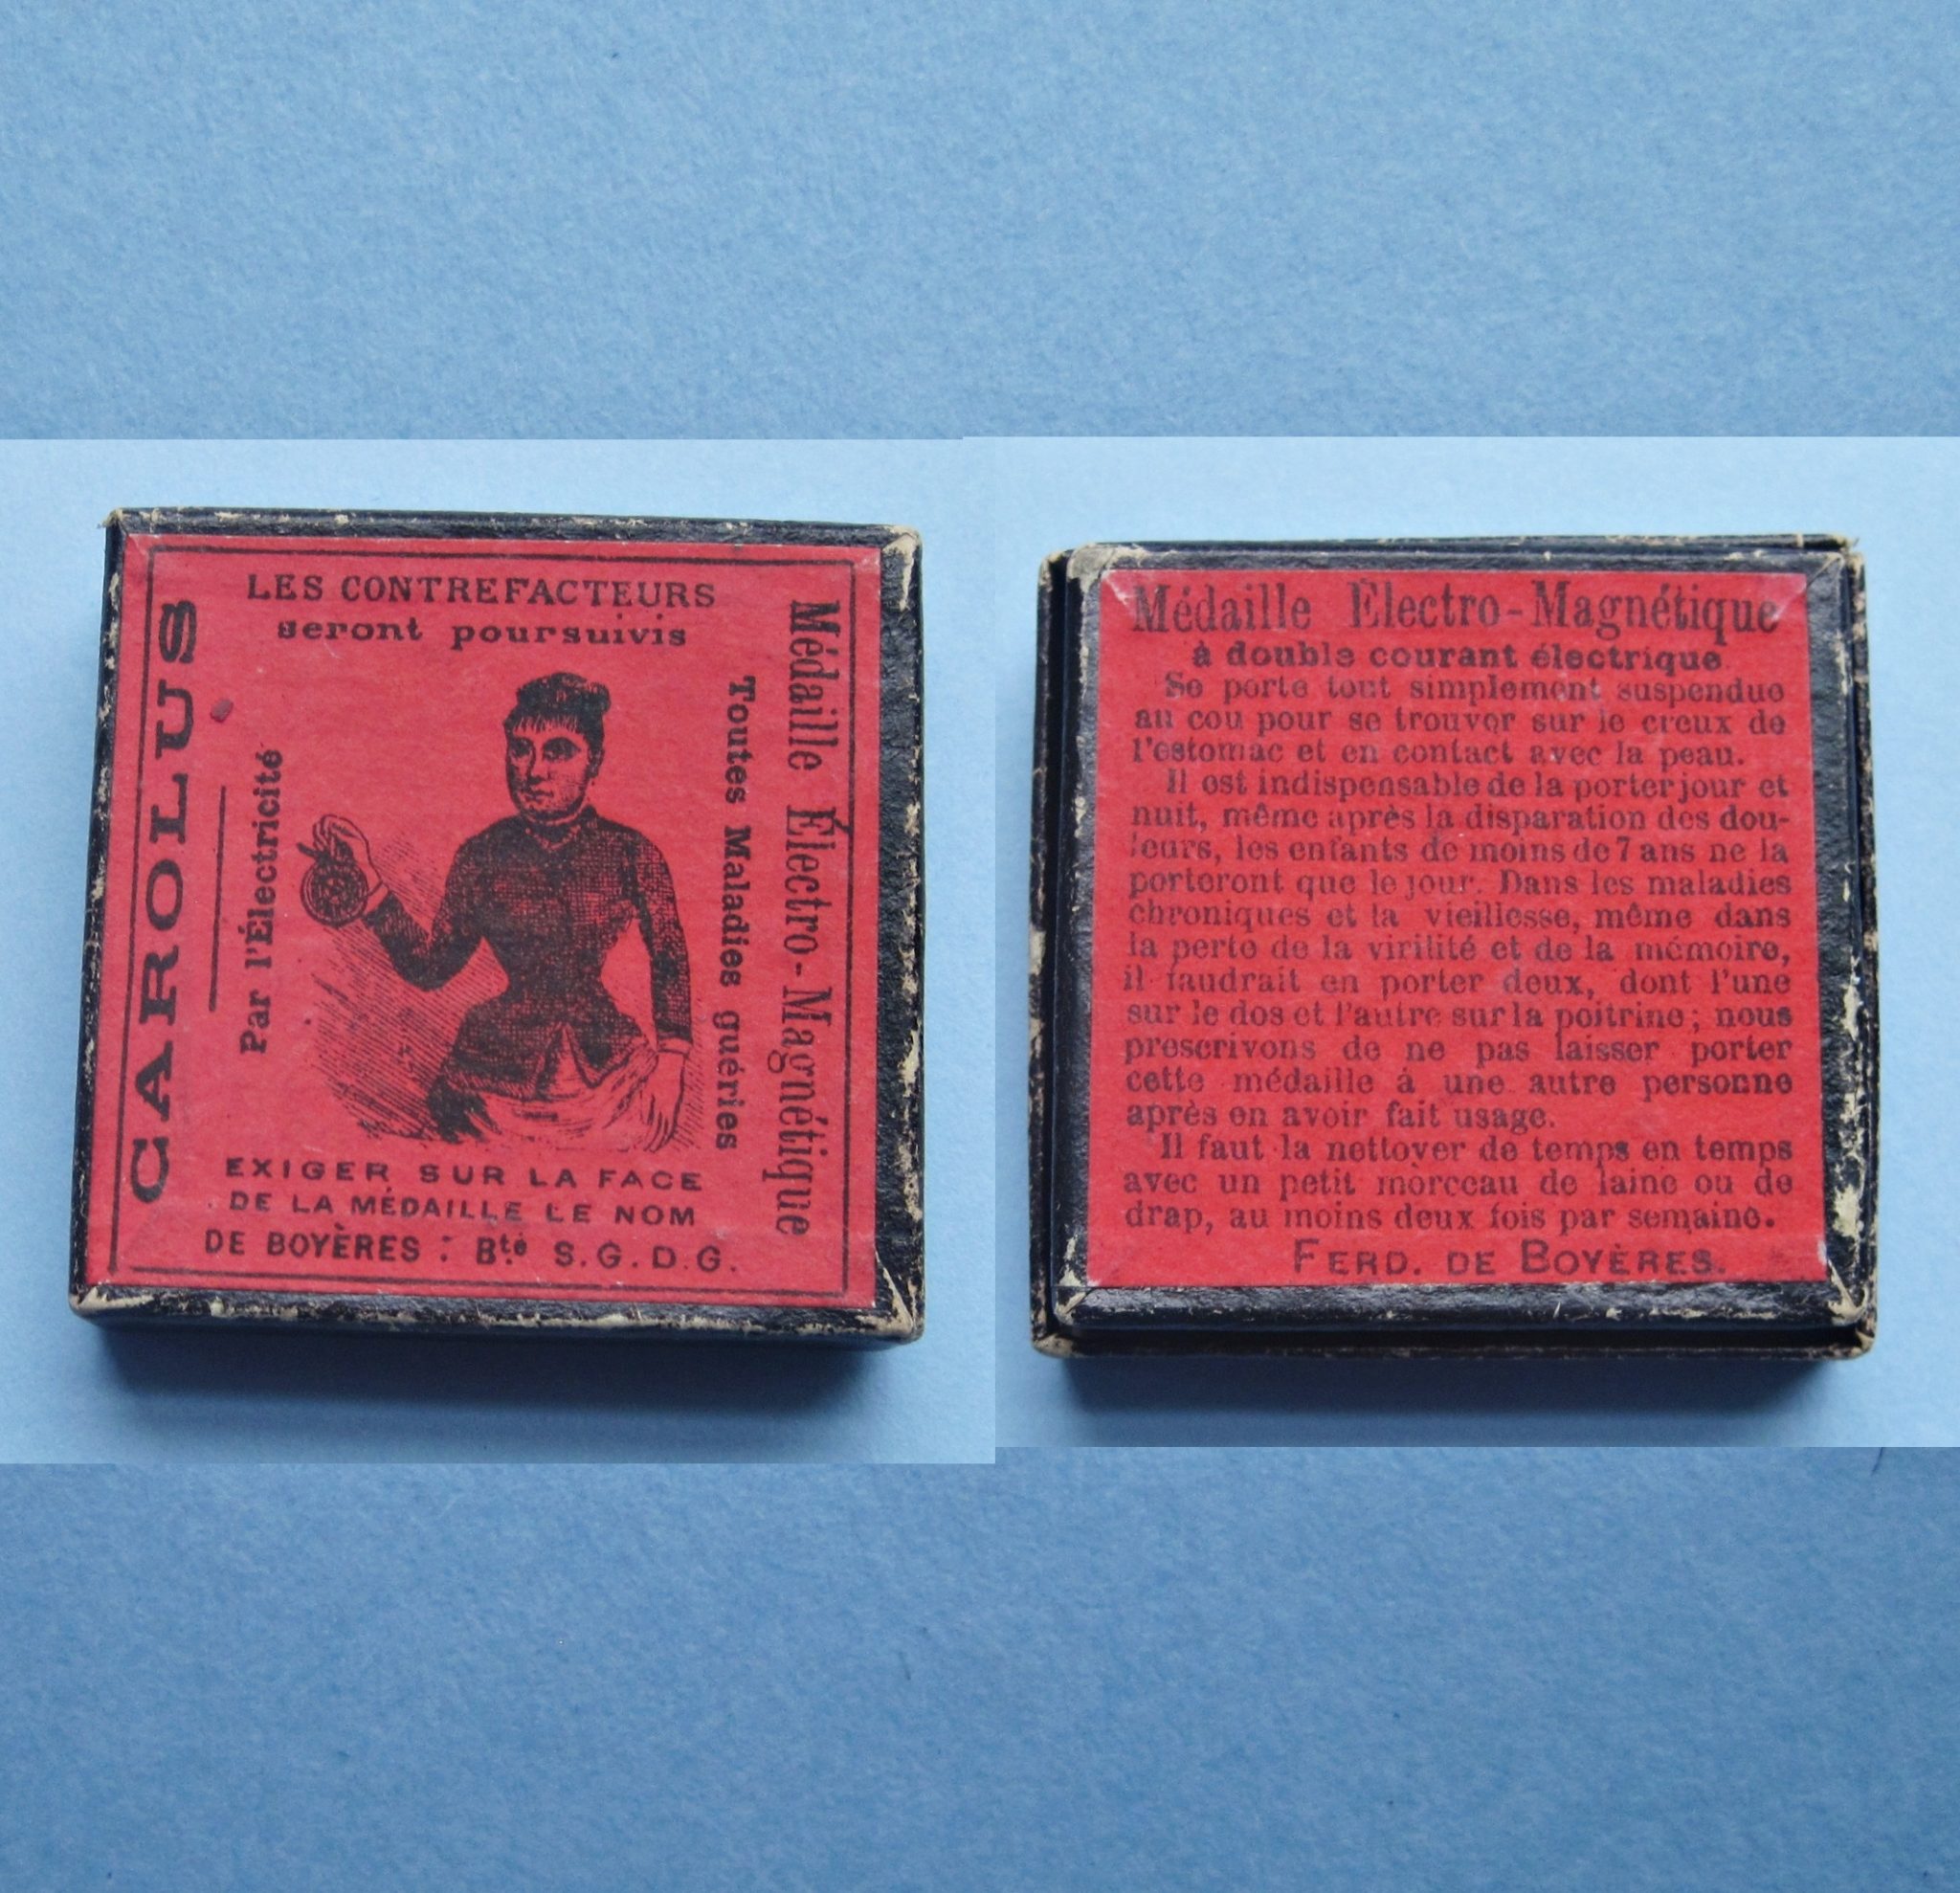 LES CONTREFACTEURS
seront poursuivis
CAROLUS
Par l'Électricité
Toutes Maladies guéries
Médaille Électro-Magnétique
EXIGER SUR LA FACE
DE LA MÉDAILLE LE NOM
DE BOYÈRES : Bté S.G.D.G.
Médaille Électro-Magnétique
à double courant électrique
Se porte tout simplement suspendue
au cou pour se trouver sur le creux de
l'estomac et en contact avec la peau.
Il est indispensable de la porter jour et
nuit, même après la disparation des dou-
leurs, les enfants de moins de 7 ans ne la
porteront que le jour. Dans les maladies
chroniques et la vieillesse, même dans
la perte de la virilité et de la mémoire,
il faudrait en porter deux, dont l'une
sur le dos et l'autre sur la poitrine ; nous
prescrivons de ne pas laisser porter
cette médaille à une autre personne
après en avoir fait usage.
Il faut la nettoyer de temps en temps
avec un petit morceau de laine ou de
drap, au moins deux fois par semaine.
FERD. DE BOYÈRES.